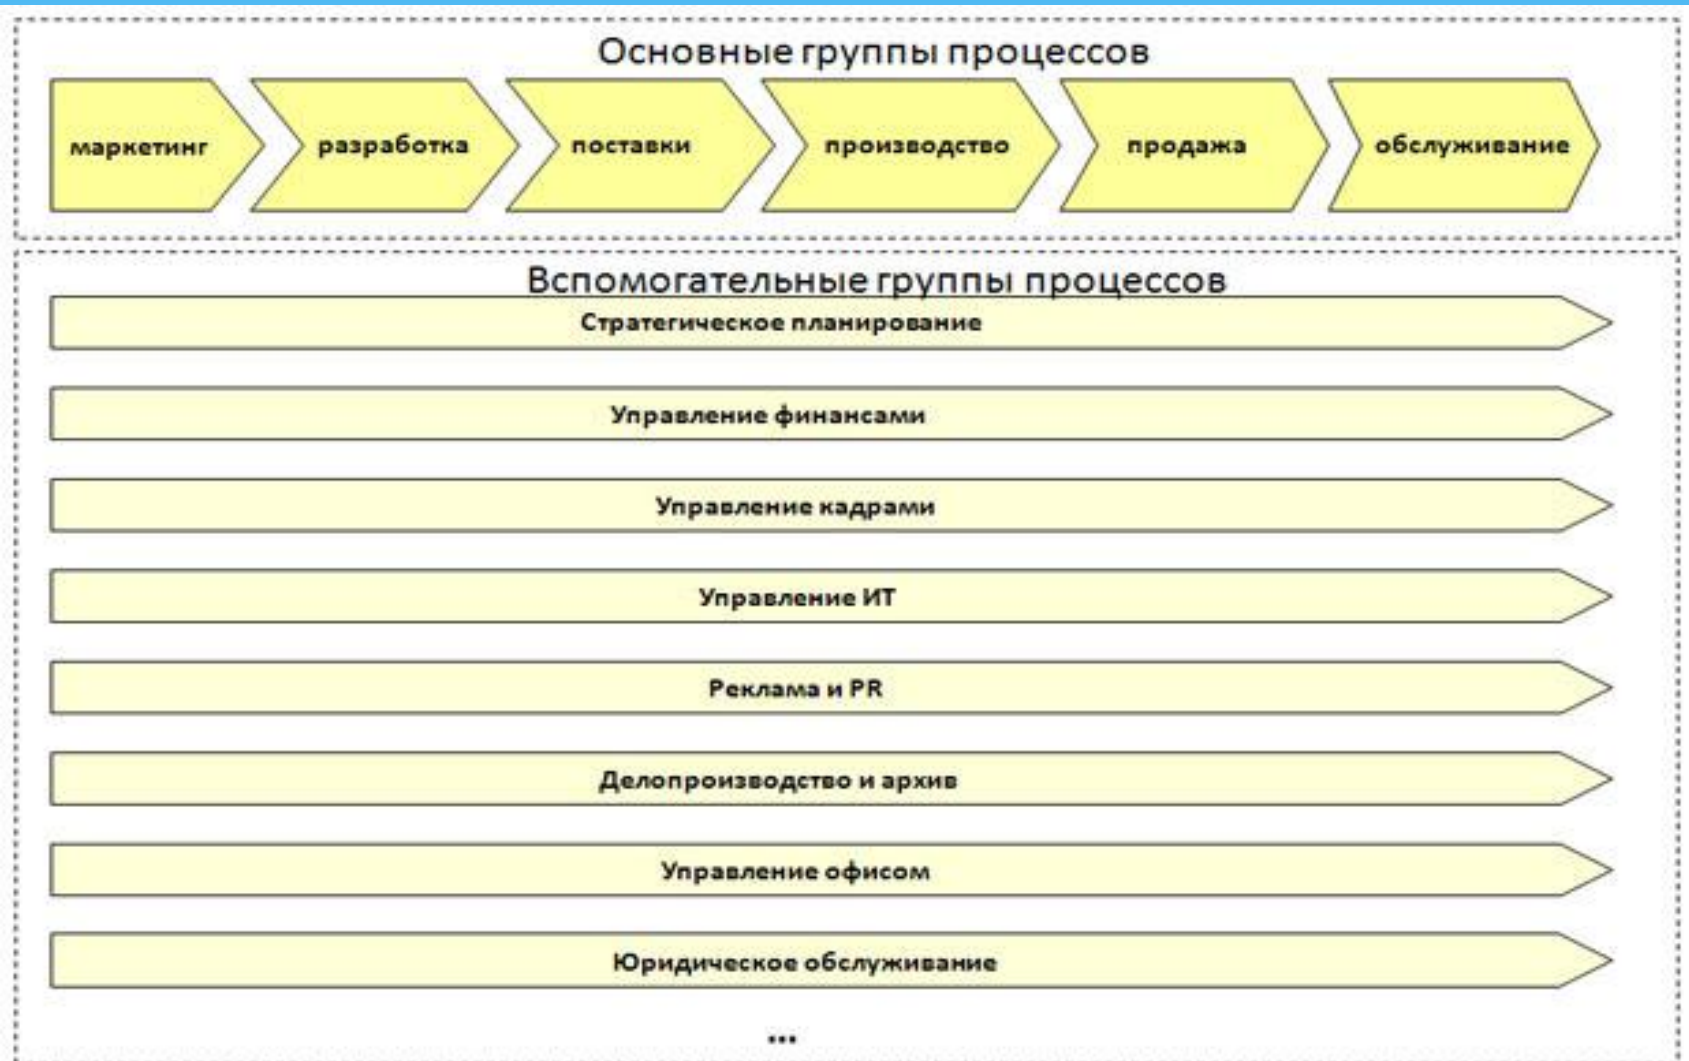 Основные группы процессов
маркетинг
разработка
поставки
производство
продажа
обслуживание
Вспомогательные группы процессов
Стратегическое планирование
Управление финансами
Управление кадрами
Управление ИТ
Реклама и PR
Делопроизводство и архив
Управление офисом
Юридическое обслуживание
...